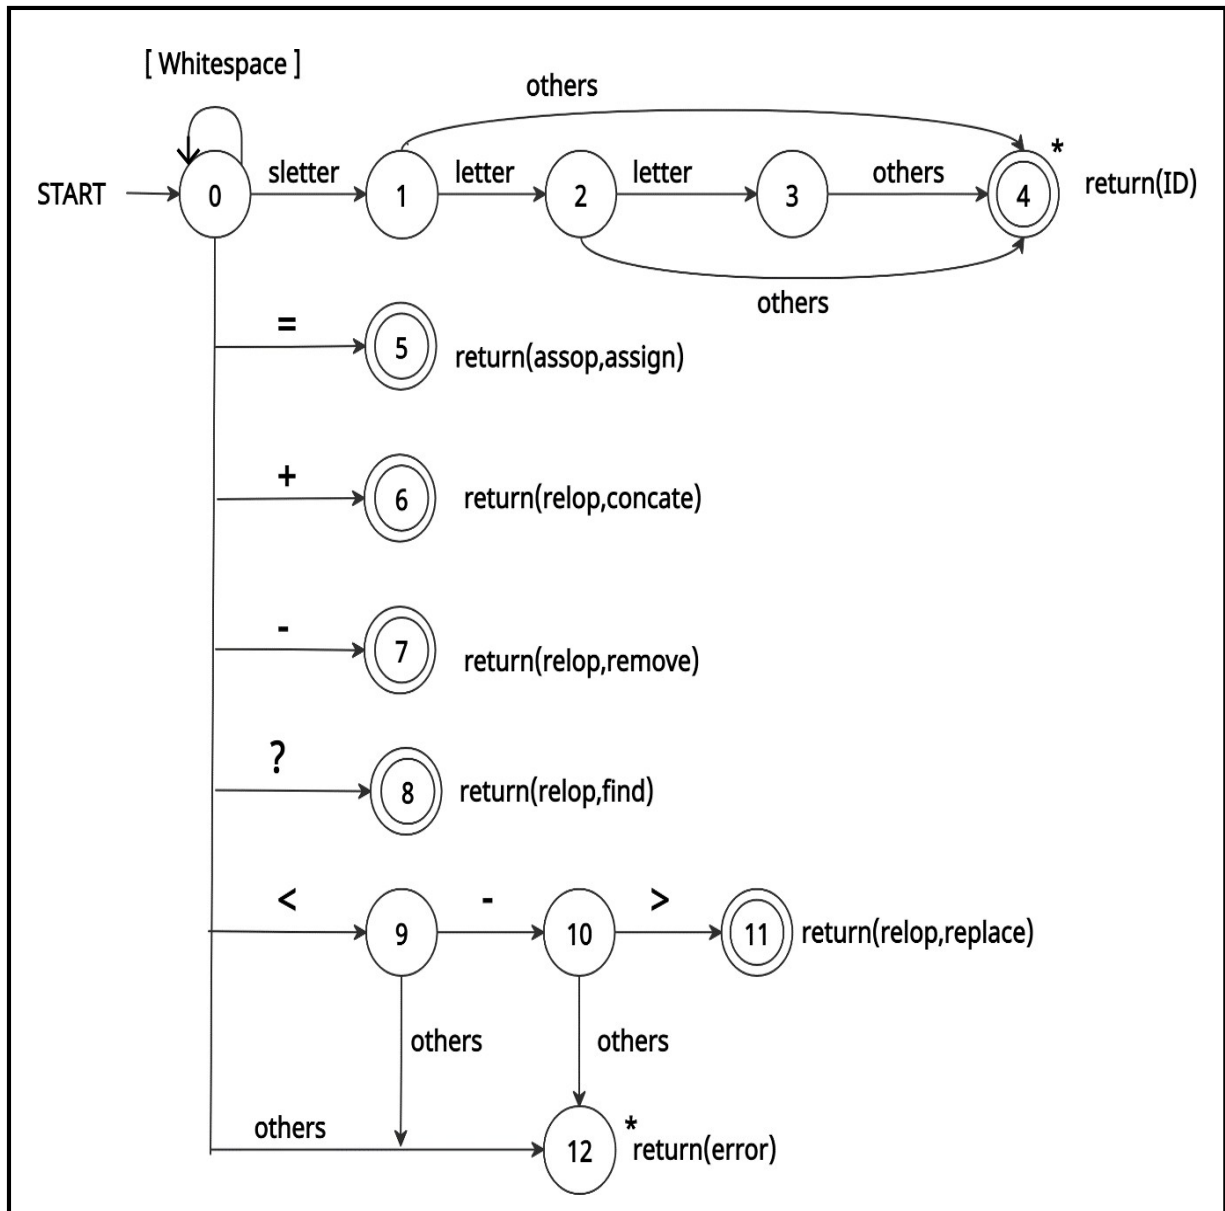 [ Whitespace ]
others
START
0
sletter
1
letter
2
letter
3
others
4
*
return(ID)
others
=
5
return(assop,assign)
+
6
return(relop,concate)
-
7
return(relop,remove)
?
8
return(relop,find)
<
9
-
10
>
11
return(relop,replace)
others
others
others
12
*
return(error)